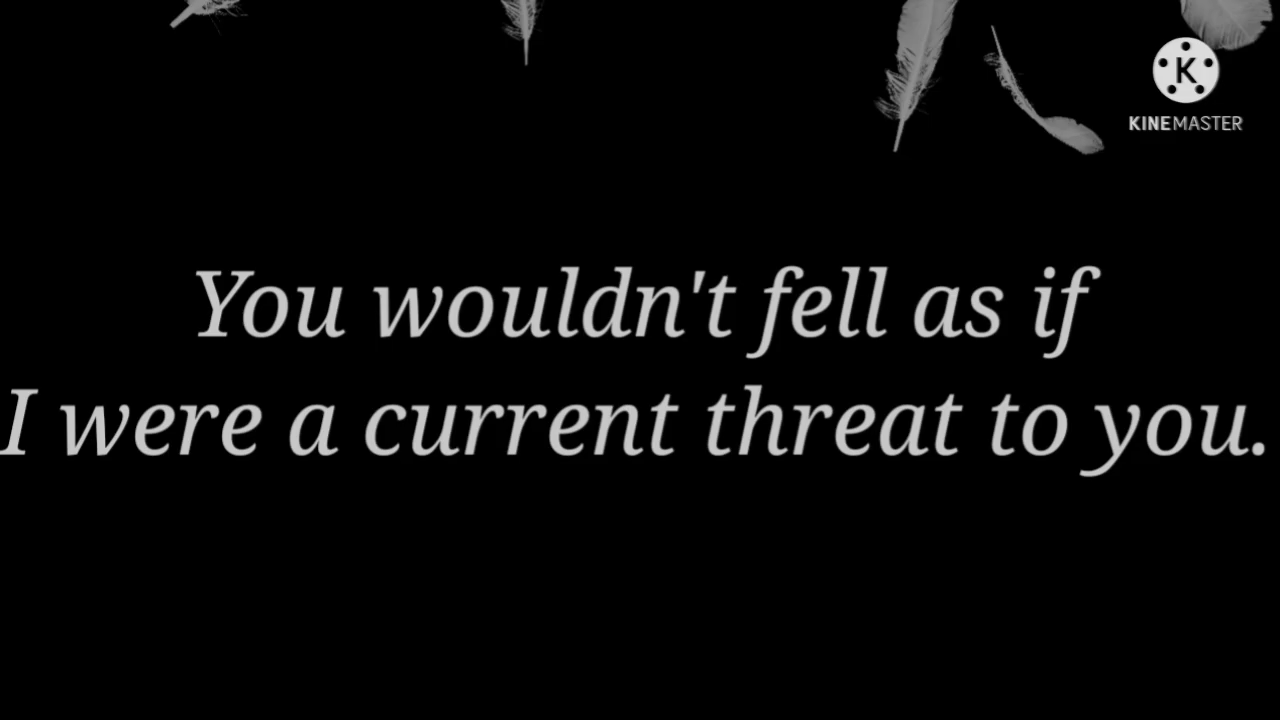 K
KINEMASTER
You wouldn't fell as if
I were a current threat to you.